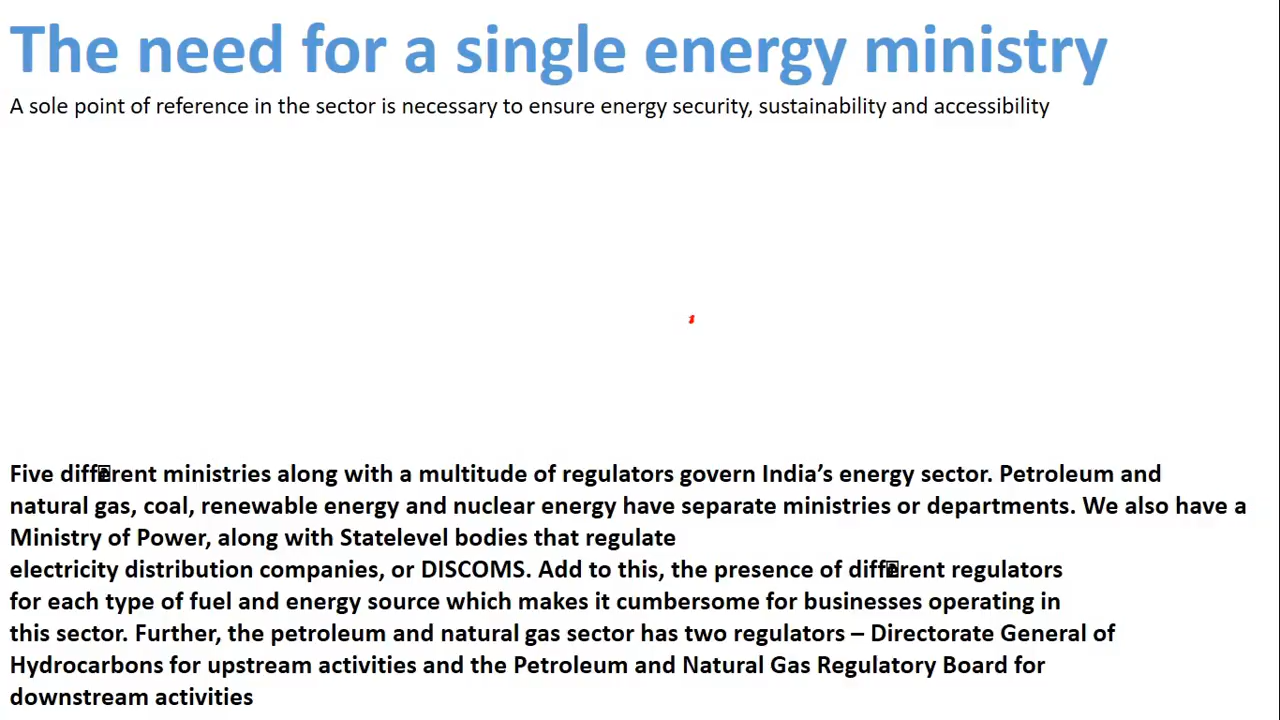 The need for a single energy ministry
A sole point of reference in the sector is necessary to ensure energy security, sustainability and accessibility
Five different ministries along with a multitude of regulators govern India’s energy sector. Petroleum and
natural gas, coal, renewable energy and nuclear energy have separate ministries or departments. We also have a
Ministry of Power, along with Statelevel bodies that regulate
electricity distribution companies, or DISCOMS. Add to this, the presence of different regulators
for each type of fuel and energy source which makes it cumbersome for businesses operating in
this sector. Further, the petroleum and natural gas sector has two regulators – Directorate General of
Hydrocarbons for upstream activities and the Petroleum and Natural Gas Regulatory Board for
downstream activities